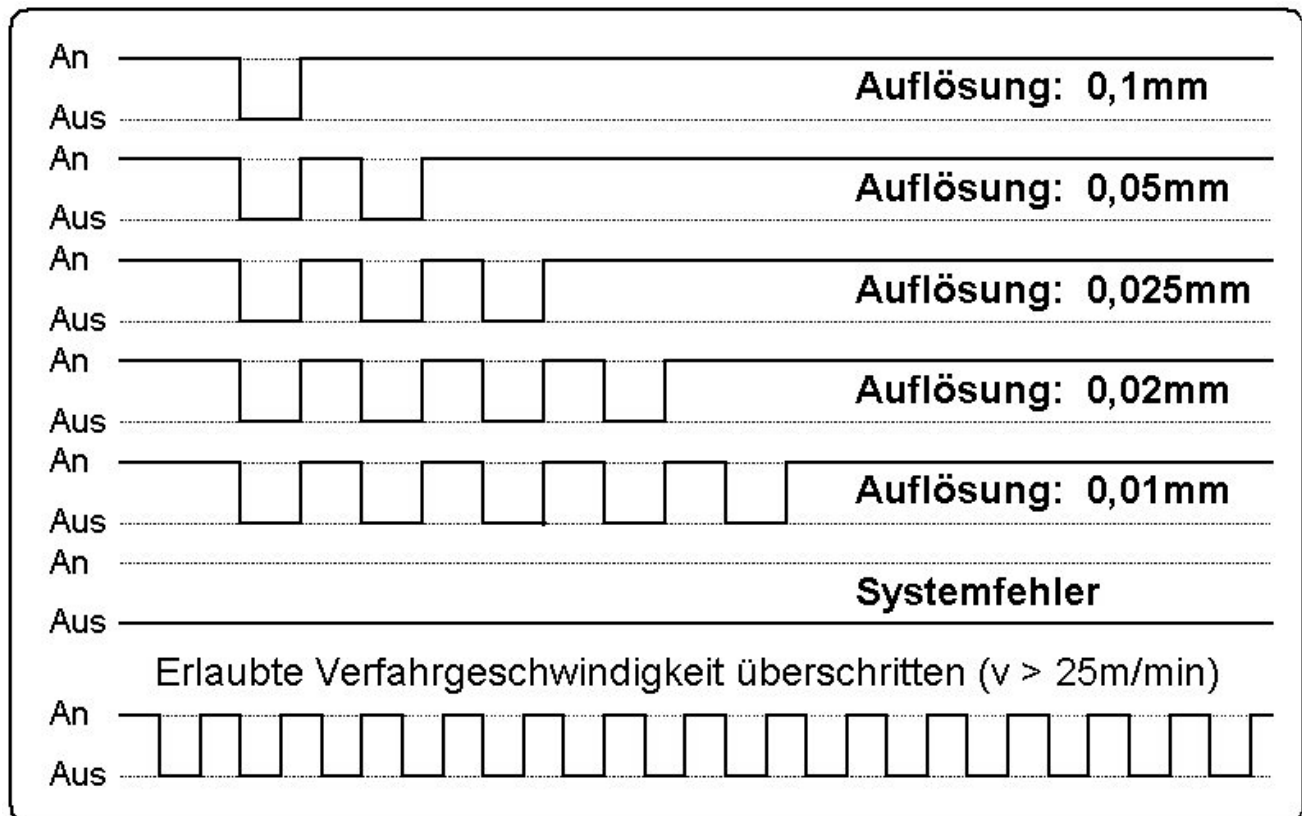 An
Auflösung: 0,1mm
Aus
An
Auflösung: 0,05mm
Aus
An
Auflösung: 0,025mm
Aus
An
Auflösung: 0,02mm
Aus
An
Auflösung: 0,01mm
Aus
An
Systemfehler
Aus
Erlaubte Verfahrgeschwindigkeit überschritten (v > 25m/min)
An
Aus